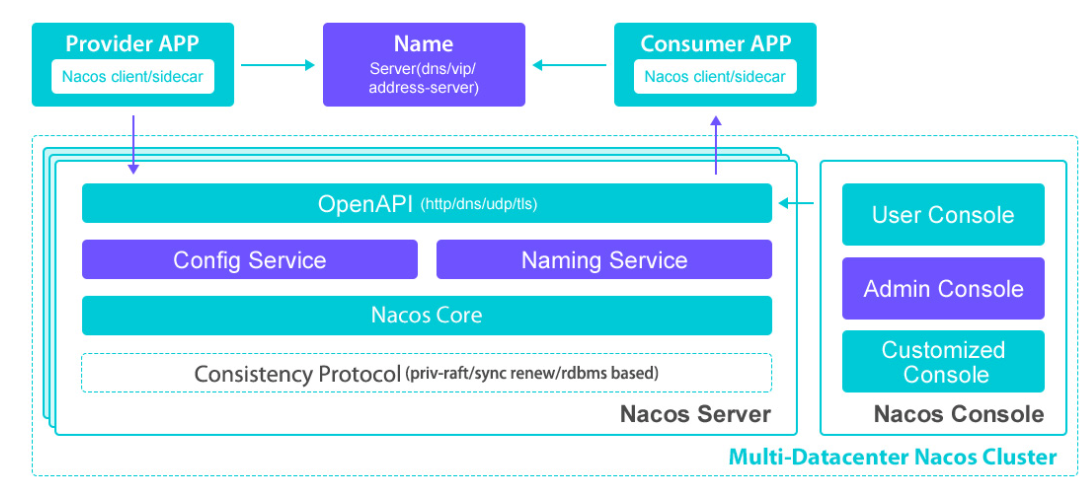 Provider APP
Nacos client/sidecar
Name
Server(dns/vip/
address-server)
Consumer APP
Nacos client/sidecar
OpenAPI (http/dns/udp/tls)
Config Service
Naming Service
Nacos Core
Consistency Protocol (priv-raft/sync renew/rdbms based)
Nacos Server
User Console
Admin Console
Customized
Console
Nacos Console
Multi-Datacenter Nacos Cluster